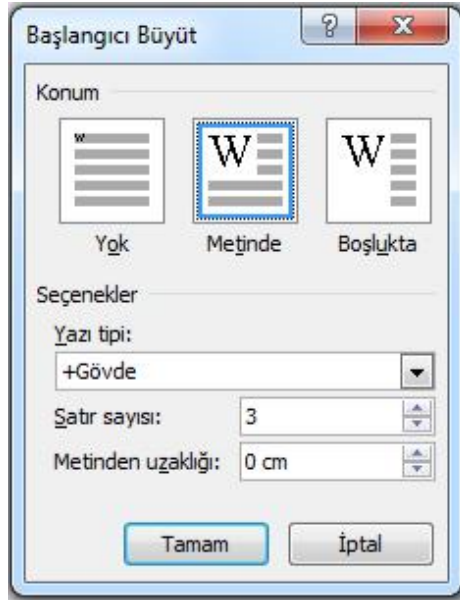 Başlangıcı Büyüt
Konum
W
W
W
Yok
Metinde
Boşlukta
Seçenekler
Yazı tipi:
+Gövde
Satır sayısı:
3
Metinden uzaklığı:
0 cm
Tamam
İptal